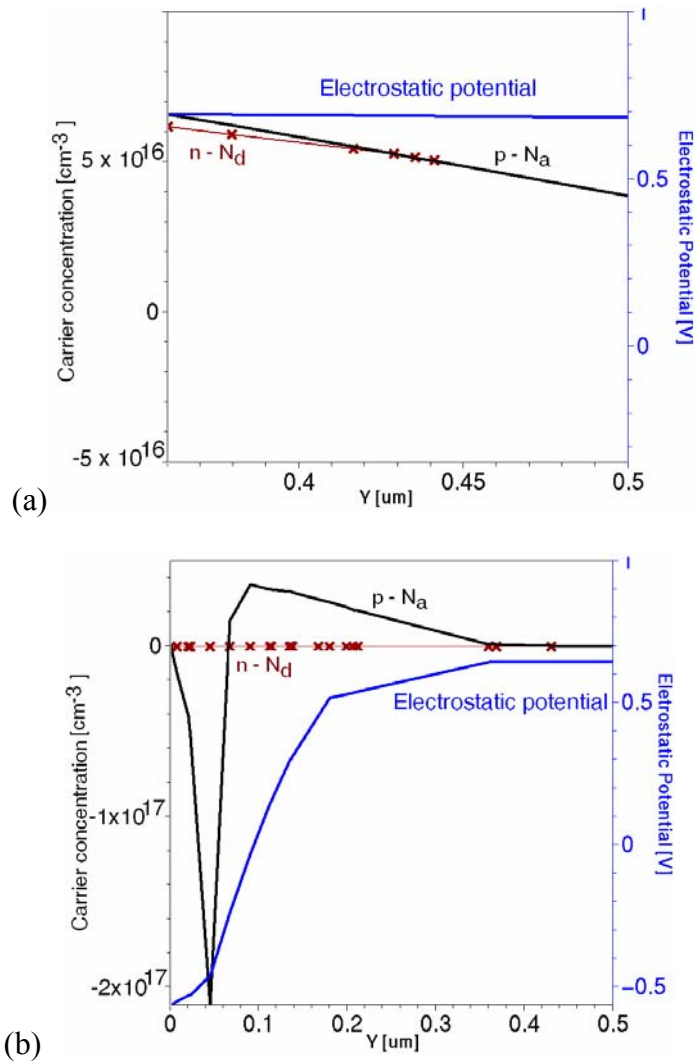 1
Electrostatic potential
5 x 10^16
n - N_d
p - N_a
0.5
0
0
-5 x 10^16
0.4
0.45
0.5
Y [um]
Carrier concentration [cm^-3]
Electrostatic Potential [V]
(a)
1
p - N_a
0
n - N_d
Electrostatic potential
0.5
-1x10^17
0
-2x10^17
-0.5
0
0.1
0.2
0.3
0.4
0.5
Y [um]
Carrier concentration [cm^-3]
Eletrostatic Potential [V]
(b)